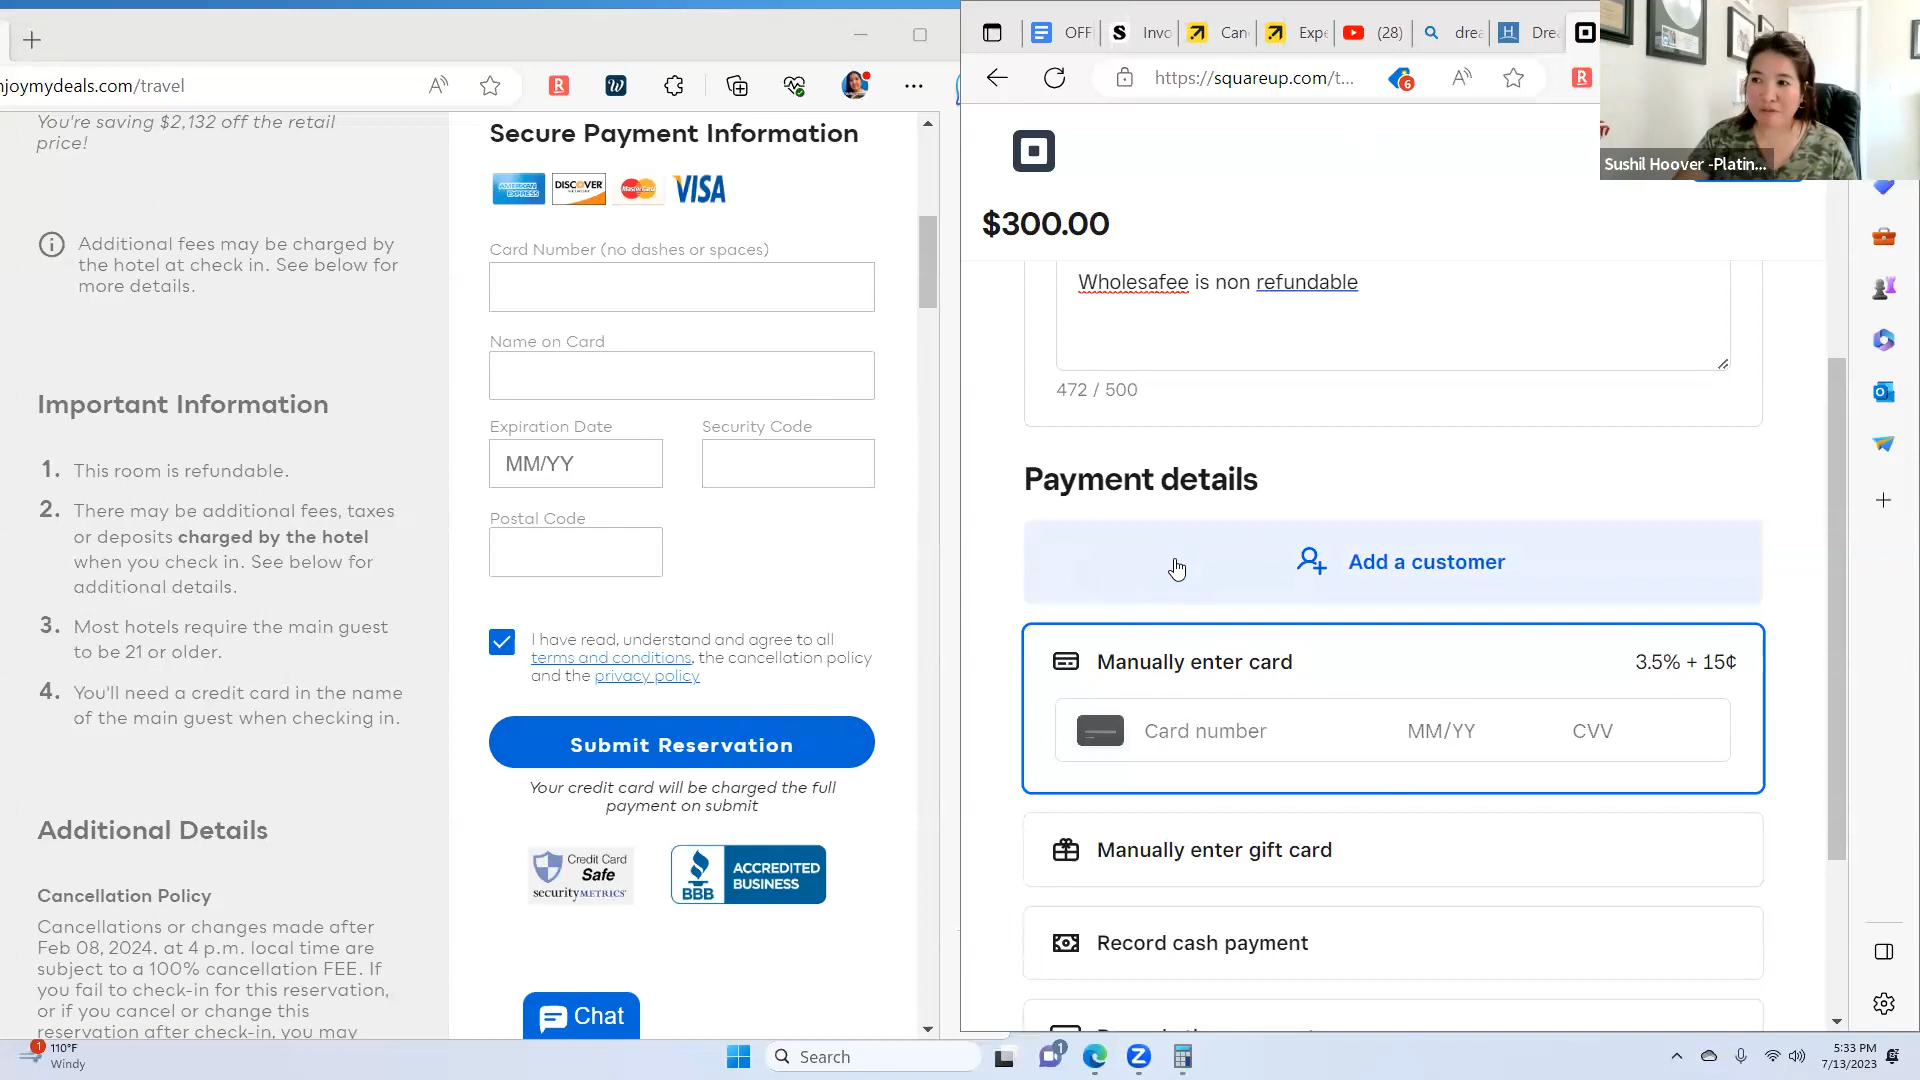 joymydeals.com/travel
You're saving $2,132 off the retail
price!
Additional fees may be charged by
the hotel at check in. See below for
more details.
Important Information
1. This room is refundable.
2. There may be additional fees, taxes
or deposits charged by the hotel
when you check in. See below for
additional details.
3. Most hotels require the main guest
to be 21 or older.
4. You'll need a credit card in the name
of the main guest when checking in.
Additional Details
Cancellation Policy
Cancellations or changes made after
Feb 08, 2024. at 4 p.m. local time are
subject to a 100% cancellation FEE. If
you fail to check-in for this reservation,
or if you cancel or change this
reservation after check-in, you may
Secure Payment Information
AMERICAN EXPRESS
DISCOVER
MasterCard
VISA
Card Number (no dashes or spaces)
Name on Card
Expiration Date Security Code
MM/YY
Postal Code
I have read, understand and agree to all
terms and conditions, the cancellation policy
and the privacy policy
Submit Reservation
Your credit card will be charged the full
payment on submit
Credit Card
Safe
securityMETRICS
BBB
ACCREDITED
BUSINESS
Chat
OFF
Invo
Can
Expe
(28)
drea
Drea
https://squareup.com/t...
6
R
Sushil Hoover -Platin...
$300.00
Wholesafee is non refundable
472 / 500
Payment details
Add a customer
Manually enter card 3.5% + 15¢
Card number MM/YY CVV
Manually enter gift card
Record cash payment
1
110°F
Windy
Search
1
5:33 PM
7/13/2023